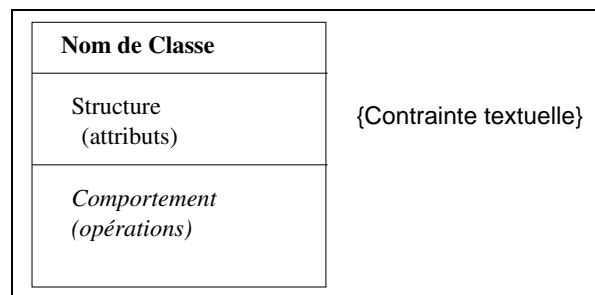 Nom de Classe
Structure
(attributs)
{Contrainte textuelle}
Comportement
(opérations)